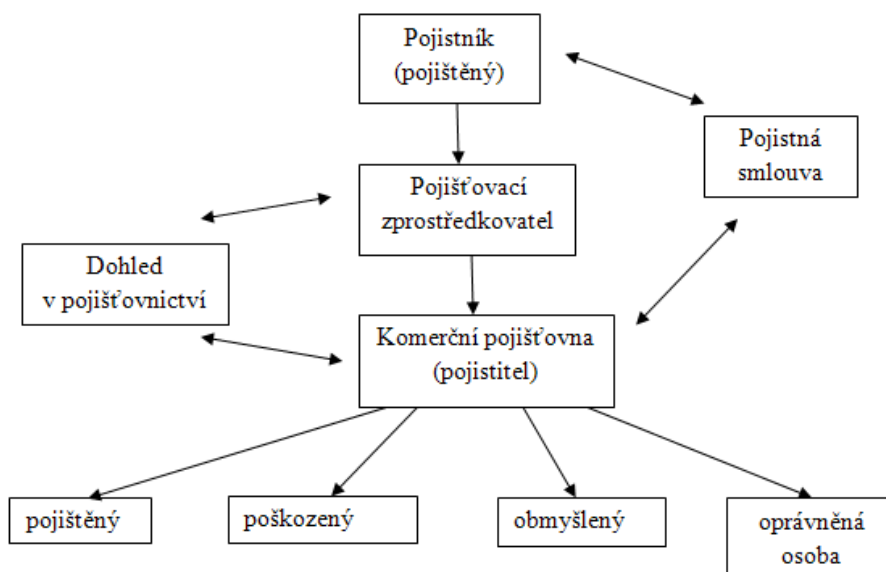 Pojistník
(pojištěný)
Pojistná
smlouva
Pojišťovací
zprostředkovatel
Dohled
v pojišťovnictví
Komerční pojišťovna
(pojistitel)
pojištěný
poškozený
obmyšlený
oprávněná
osoba